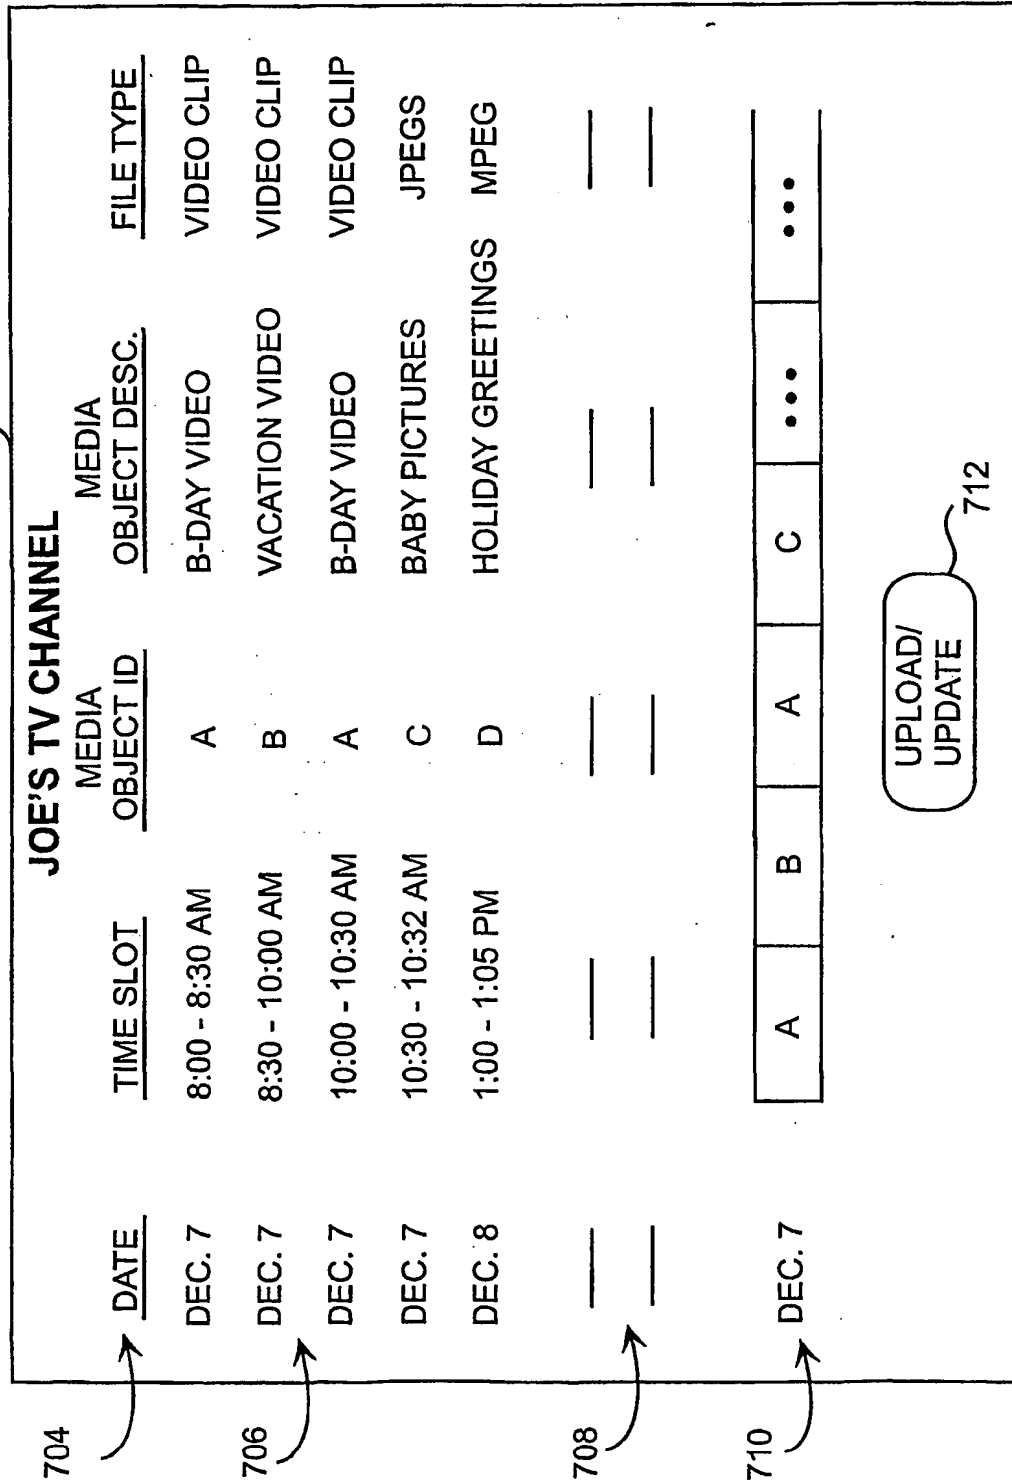 JOE'S TV CHANNEL
MEDIA MEDIA
DATE TIME SLOT OBJECT ID OBJECT DESC. FILE TYPE
704
DEC. 7 8:00 - 8:30 AM A B-DAY VIDEO VIDEO CLIP
DEC. 7 8:30 - 10:00 AM B VACATION VIDEO VIDEO CLIP
706
DEC. 7 10:00 - 10:30 AM A B-DAY VIDEO VIDEO CLIP
DEC. 7 10:30 - 10:32 AM C BABY PICTURES JPEGS
DEC. 8 1:00 - 1:05 PM D HOLIDAY GREETINGS MPEG
708
710
DEC. 7 A B A C ... ...
UPLOAD/
UPDATE
712